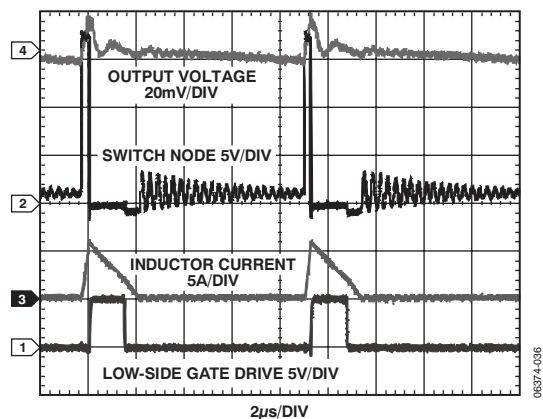 4
OUTPUT VOLTAGE
20mV/DIV
SWITCH NODE 5V/DIV
2
INDUCTOR CURRENT
5A/DIV
3
1
LOW-SIDE GATE DRIVE 5V/DIV
2µs/DIV
06374-036